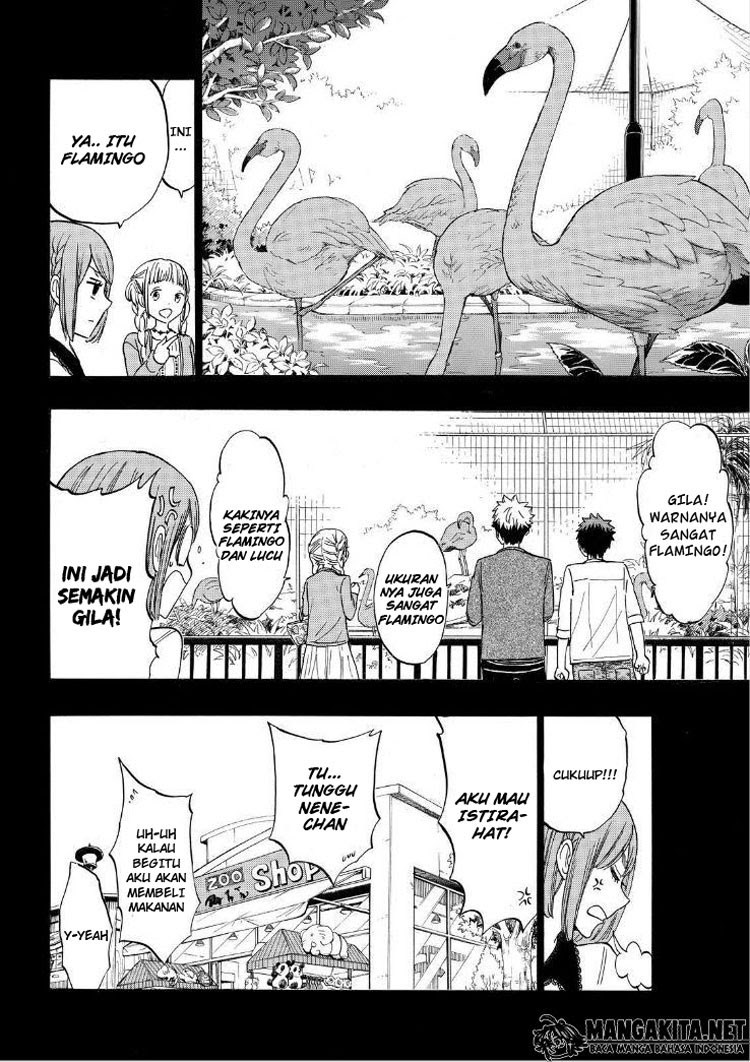 INI
...
YA.. ITU
FLAMINGO
GILA!
WARNANYA
SANGAT
FLAMINGO!
UKURAN
NYA JUGA
SANGAT
FLAMINGO
KAKINYA
SEPERTI
FLAMINGO
DAN LUCU
INI JADI
SEMAKIN
GILA!
CUKUUP!!!
AKU MAU
ISTIRA-
HAT!
TU...
TUNGGU
NENE-
CHAN
UH-UH
KALAU
BEGITU
AKU AKAN
MEMBELI
MAKANAN
Y-YEAH
ZOO Shop
MANGAKITA.NET
BACA MANGA BAHASA INDONESIA